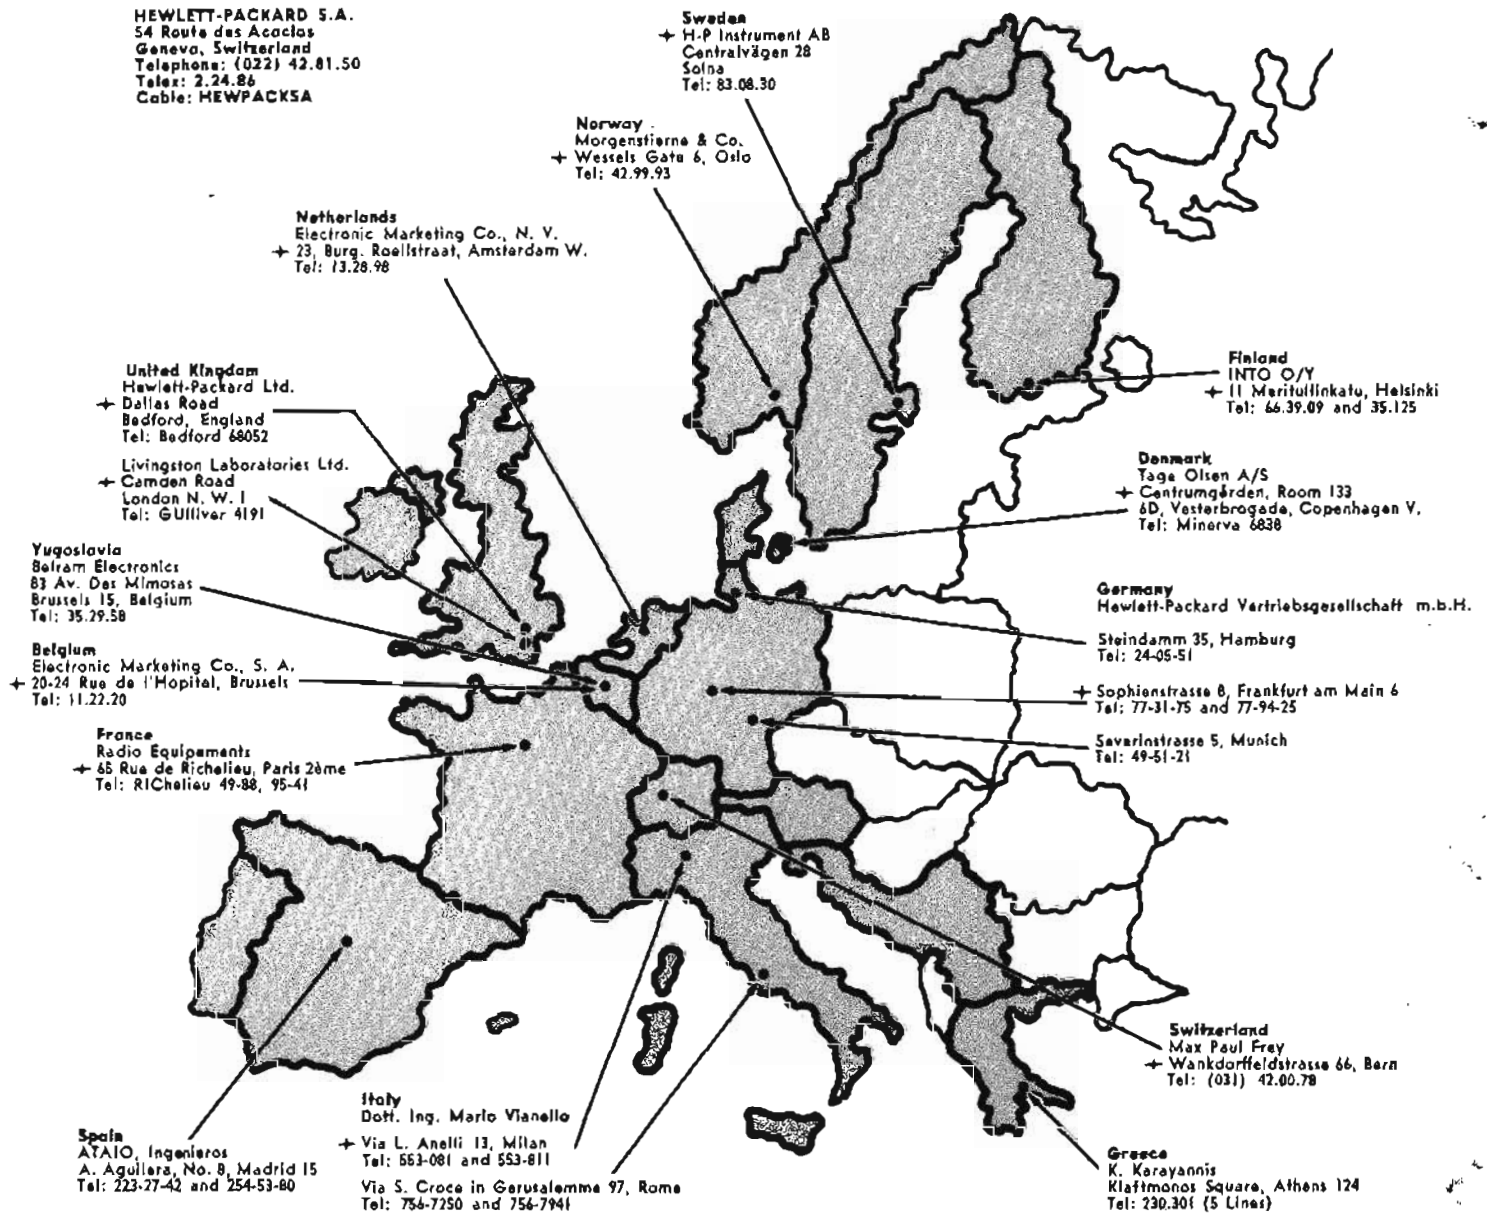 HEWLETT-PACKARD S.A.
54 Route des Acacias
Geneva, Switzerland
Telephone: (022) 42.81.50
Telex: 2.24.86
Cable: HEWPACKSA
Sweden
H-P Instrument AB
Centralvägen 28
Solna
Tel: 83.08.30
Norway
Morgenstierne & Co.
Wessels Gate 6, Oslo
Tel: 42.99.93
Netherlands
Electronic Marketing Co., N. V.
23, Burg. Roellstraat, Amsterdam W.
Tel: 13.28.98
United Kingdom
Hewlett-Packard Ltd.
Dallas Road
Bedford, England
Tel: Bedford 68052
Livingston Laboratories Ltd.
Camden Road
London N. W. 1
Tel: GUlliver 4191
Finland
INTO O/Y
11 Meritullinkatu, Helsinki
Tel: 66.39.09 and 35.125
Denmark
Tage Olsen A/S
Centrumgården, Room 133
6D, Vesterbrogade, Copenhagen V.
Tel: Minerva 6838
Yugoslavia
Belram Electronics
83 Av. Des Mimosas
Brussels 15, Belgium
Tel: 35.29.58
Germany
Hewlett-Packard Vertriebsgesellschaft m.b.H.
Steindamm 35, Hamburg
Tel: 24-05-51
Sophienstrasse 8, Frankfurt am Main 6
Tel: 77-31-75 and 77-94-25
Severinstrasse 5, Munich
Tel: 49-51-21
Belgium
Electronic Marketing Co., S. A.
20-24 Rue de l'Hopital, Brussels
Tel: 11.22.20
France
Radio Equipements
65 Rue de Richelieu, Paris 2ème
Tel: RIChelieu 49-88, 95-41
Switzerland
Max Paul Frey
Wankdorffeldstrasse 66, Bern
Tel: (031) 42.00.78
Italy
Dott. Ing. Mario Vianello
Via L. Anelli 13, Milan
Tel: 553-081 and 553-811
Via S. Croce in Gerusalemme 97, Rome
Tel: 756-7250 and 756-7941
Spain
ATAIO, Ingenieros
A. Aguilera, No. 8, Madrid 15
Tel: 223-27-42 and 254-53-80
Greece
K. Karayannis
Klaftmonos Square, Athens 124
Tel: 230.301 (5 Lines)